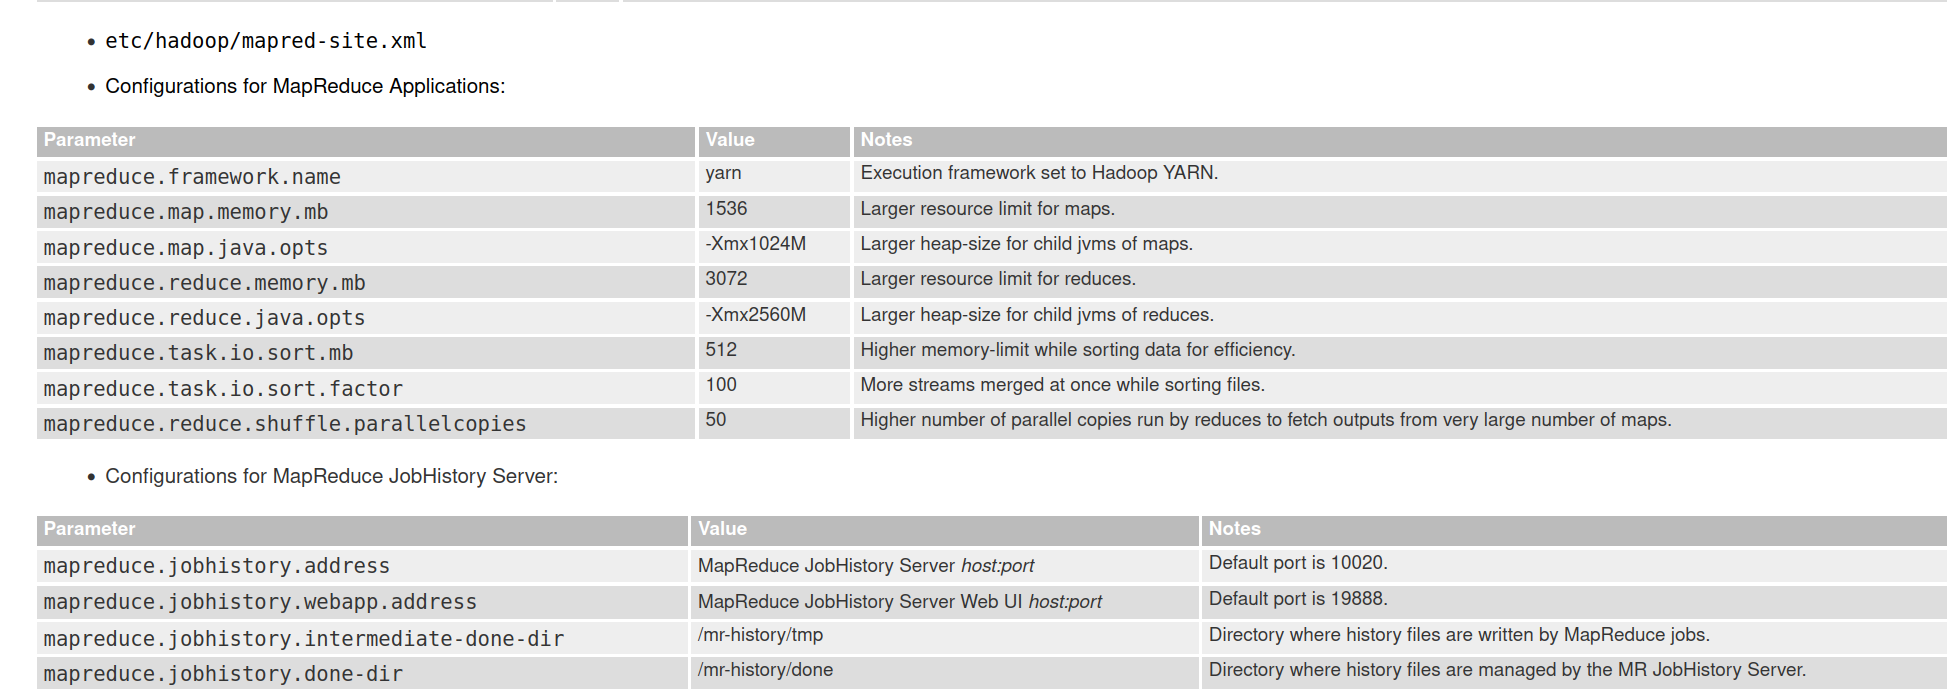 etc/hadoop/mapred-site.xml
Configurations for MapReduce Applications:
Parameter Value Notes
mapreduce.framework.name yarn Execution framework set to Hadoop YARN.
mapreduce.map.memory.mb 1536 Larger resource limit for maps.
mapreduce.map.java.opts -Xmx1024M Larger heap-size for child jvms of maps.
mapreduce.reduce.memory.mb 3072 Larger resource limit for reduces.
mapreduce.reduce.java.opts -Xmx2560M Larger heap-size for child jvms of reduces.
mapreduce.task.io.sort.mb 512 Higher memory-limit while sorting data for efficiency.
mapreduce.task.io.sort.factor 100 More streams merged at once while sorting files.
mapreduce.reduce.shuffle.parallelcopies 50 Higher number of parallel copies run by reduces to fetch outputs from very large number of maps.
Configurations for MapReduce JobHistory Server:
Parameter Value Notes
mapreduce.jobhistory.address MapReduce JobHistory Server host:port Default port is 10020.
mapreduce.jobhistory.webapp.address MapReduce JobHistory Server Web UI host:port Default port is 19888.
mapreduce.jobhistory.intermediate-done-dir /mr-history/tmp Directory where history files are written by MapReduce jobs.
mapreduce.jobhistory.done-dir /mr-history/done Directory where history files are managed by the MR JobHistory Server.